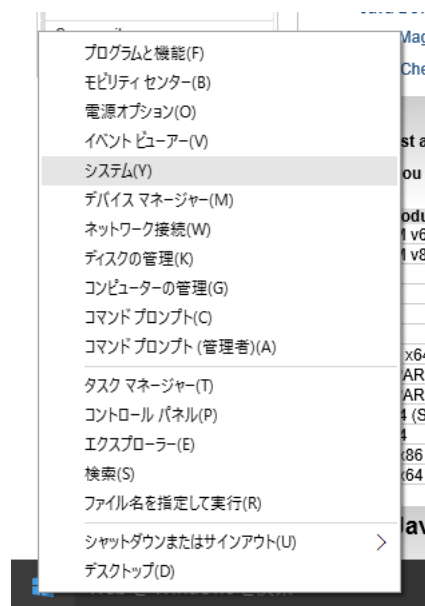 プログラムと機能(F)
モビリティ センター(B)
電源オプション(O)
イベント ビューアー(V)
システム(Y)
デバイス マネージャー(M)
ネットワーク接続(W)
ディスクの管理(K)
コンピューターの管理(G)
コマンド プロンプト(C)
コマンド プロンプト (管理者)(A)
タスク マネージャー(T)
コントロール パネル(P)
エクスプローラー(E)
検索(S)
ファイル名を指定して実行(R)
シャットダウンまたはサインアウト(U)
デスクトップ(D)